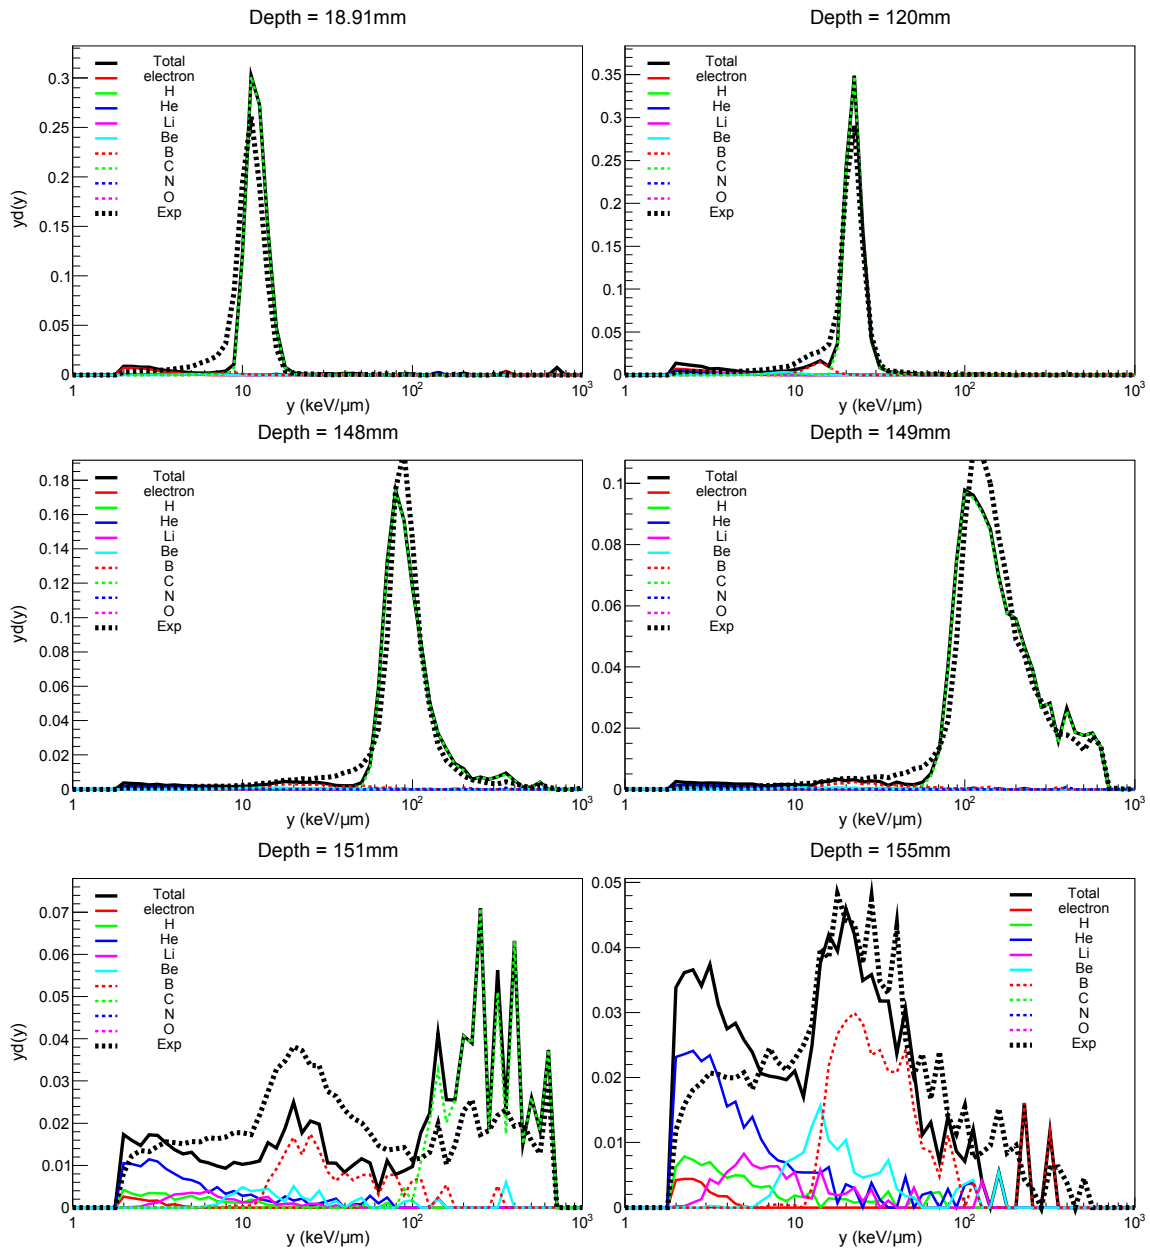 Depth = 18.91mm
yd(y)
0.3
0.25
0.2
0.15
0.1
0.05
0
Total
electron
H
He
Li
Be
B
C
N
O
Exp
1
10
10²
10³
y (keV/µm)
Depth = 120mm
0.35
0.3
0.25
0.2
0.15
0.1
0.05
0
Total
electron
H
He
Li
Be
B
C
N
O
Exp
1
10
10²
10³
y (keV/µm)
Depth = 148mm
yd(y)
0.18
0.16
0.14
0.12
0.1
0.08
0.06
0.04
0.02
0
Total
electron
H
He
Li
Be
B
C
N
O
Exp
1
10
10²
10³
y (keV/µm)
Depth = 149mm
0.1
0.08
0.06
0.04
0.02
0
Total
electron
H
He
Li
Be
B
C
N
O
Exp
1
10
10²
10³
y (keV/µm)
Depth = 151mm
yd(y)
0.07
0.06
0.05
0.04
0.03
0.02
0.01
0
Total
electron
H
He
Li
Be
B
C
N
O
Exp
1
10
10²
10³
y (keV/µm)
Depth = 155mm
0.05
0.04
0.03
0.02
0.01
0
Total
electron
H
He
Li
Be
B
C
N
O
Exp
1
10
10²
10³
y (keV/µm)